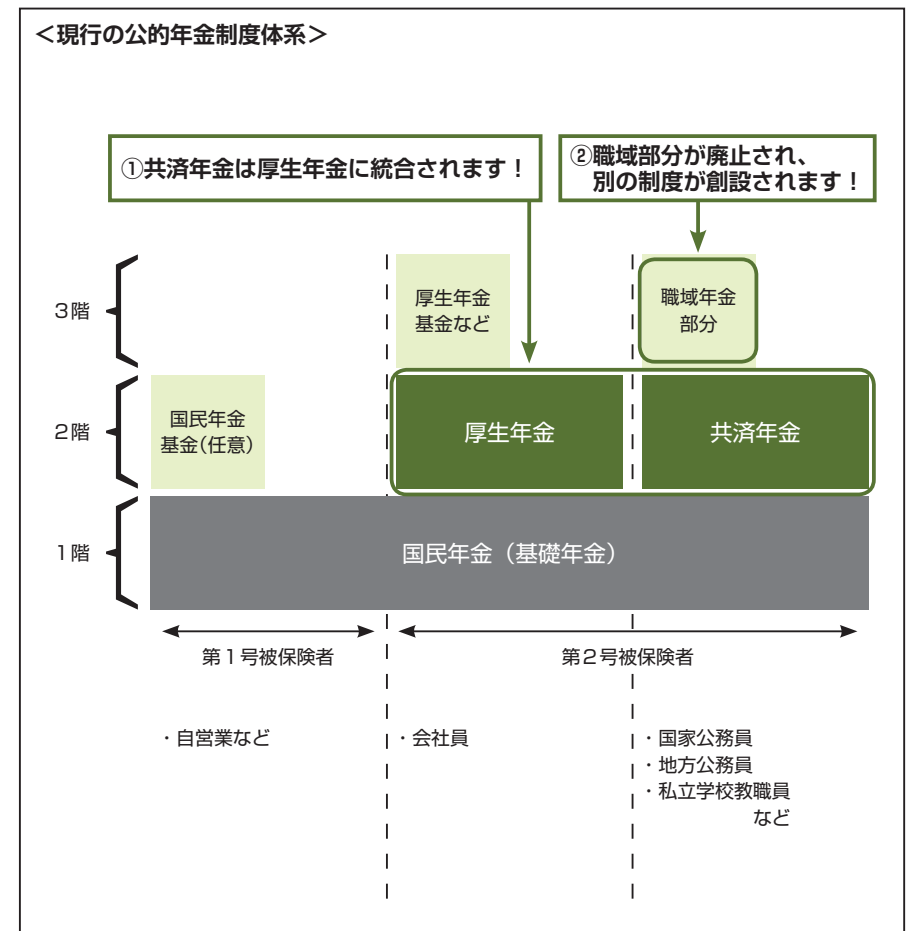 ＜現行の公的年金制度体系＞
①共済年金は厚生年金に統合されます！
②職域部分が廃止され、
別の制度が創設されます！
3階
厚生年金
基金など
職域年金
部分
2階
国民年金
基金（任意）
厚生年金
共済年金
1階
国民年金（基礎年金）
第1号被保険者
第2号被保険者
・自営業など
・会社員
・国家公務員
・地方公務員
・私立学校教職員
など